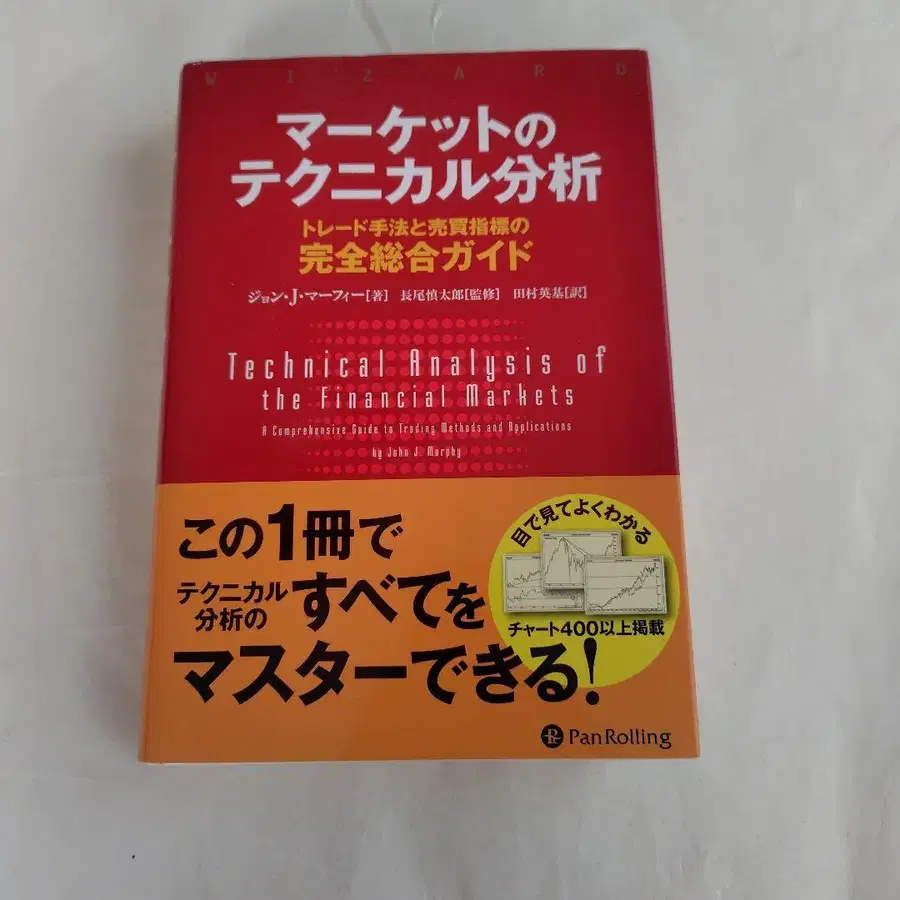 WIZARD
マーケットの
テクニカル分析
トレード手法と売買指標の
完全総合ガイド
ジョン・J・マーフィー[著] 長尾慎太郎[監修] 田村英基[訳]
Technical Analysis of
the Financial Markets
A Comprehensive Guide to Trading Methods and Applications
by John J. Murphy
この1冊で
テクニカル
分析の
すべてを
マスターできる!
目で見てよくわかる
チャート400以上掲載
PanRolling